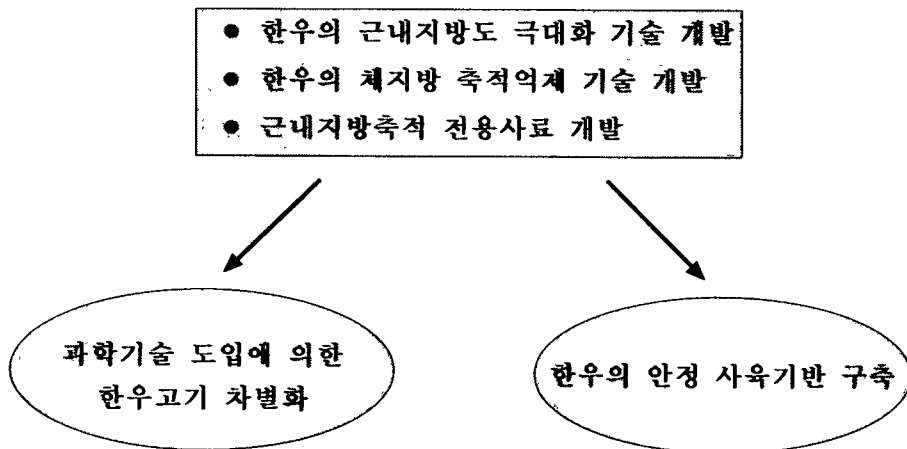 ● 한우의 근내지방도 극대화 기술 개발
● 한우의 체지방 축적억제 기술 개발
● 근내지방축적 전용사료 개발
과학기술 도입에 의한
한우고기 차별화
한우의 안정 사육기반 구축